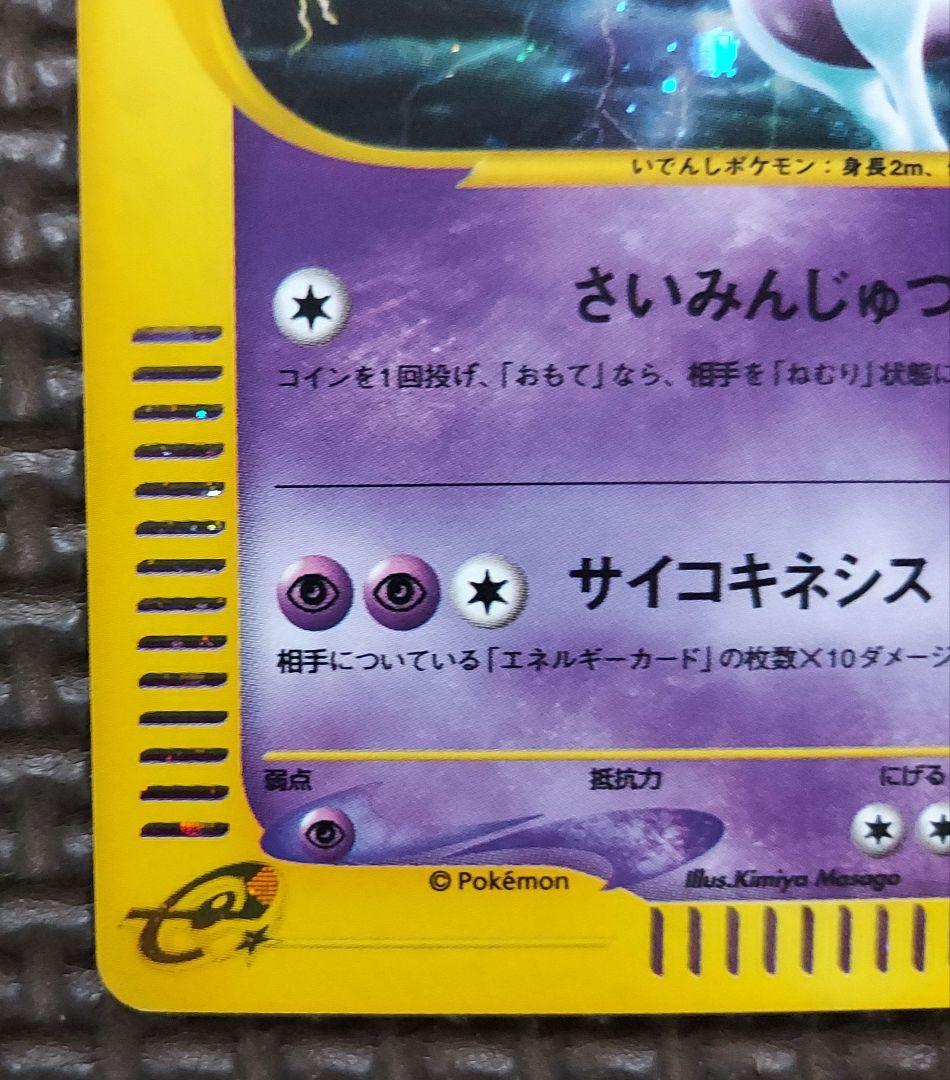 いでんしポケモン：身長2m、
さいみんじゅつ
コインを1回投げ、「おもて」なら、相手を「ねむり」状態に
サイコキネシス
相手についている「エネルギーカード」の枚数×10ダメージ
弱点 抵抗力 にげる
© Pokémon Illus.Kimiya Masago